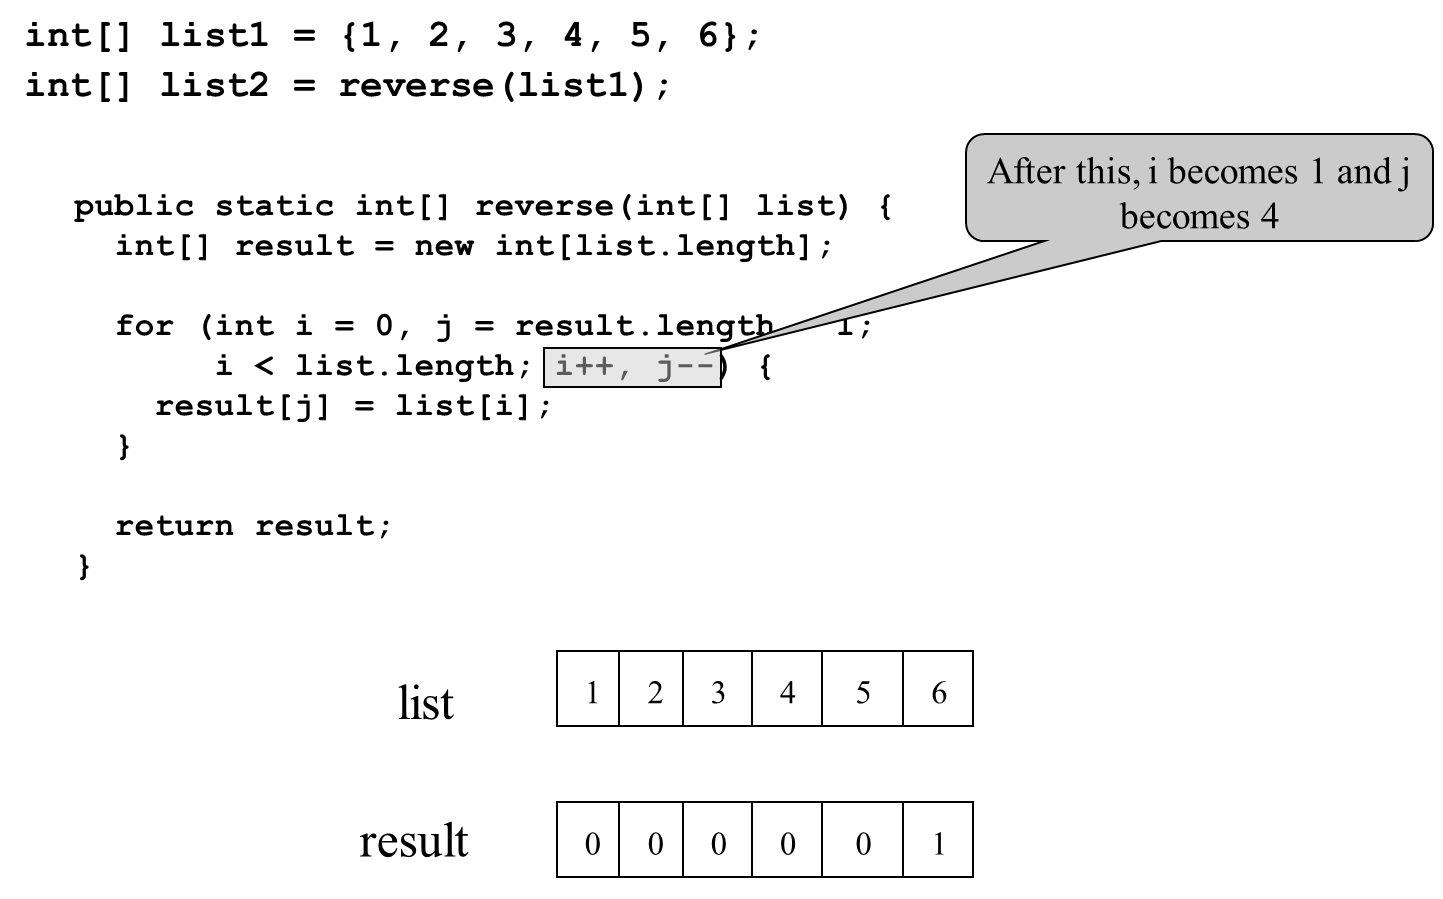 int[] list1 = {1, 2, 3, 4, 5, 6};
int[] list2 = reverse(list1);
After this, i becomes 1 and j
becomes 4
public static int[] reverse(int[] list) {
int[] result = new int[list.length];
for (int i = 0, j = result.length 1;
i < list.length; i++, j--) {
result[j] = list[i];
}
return result;
}
list 1 2 3 4 5 6
result 0 0 0 0 0 1